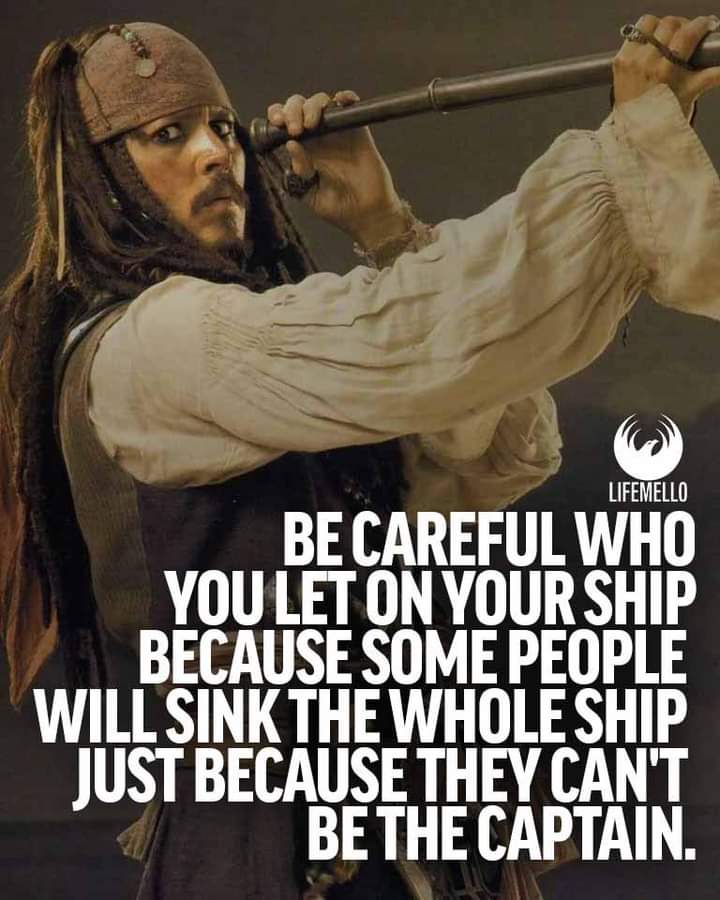 LIFEMELLO
BE CAREFUL WHO
YOU LET ON YOUR SHIP
BECAUSE SOME PEOPLE
WILL SINK THE WHOLE SHIP
JUST BECAUSE THEY CAN'T
BE THE CAPTAIN.